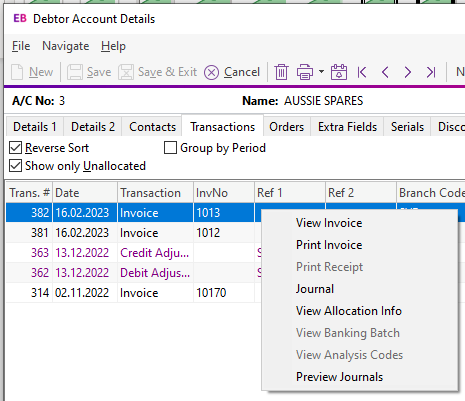 EB Debtor Account Details
File Navigate Help
New Save Save & Exit Cancel N
A/C No: 3 Name: AUSSIE SPARES
Details 1 Details 2 Contacts Transactions Orders Extra Fields Serials Disco
Reverse Sort Group by Period
Show only Unallocated
Trans. # Date Transaction InvNo Ref 1 Ref 2 Branch Code
382 16.02.2023 Invoice 1013
381 16.02.2023 Invoice 1012
363 13.12.2022 Credit Adju... S
362 13.12.2022 Debit Adjus... S
314 02.11.2022 Invoice 10170
View Invoice
Print Invoice
Print Receipt
Journal
View Allocation Info
View Banking Batch
View Analysis Codes
Preview Journals